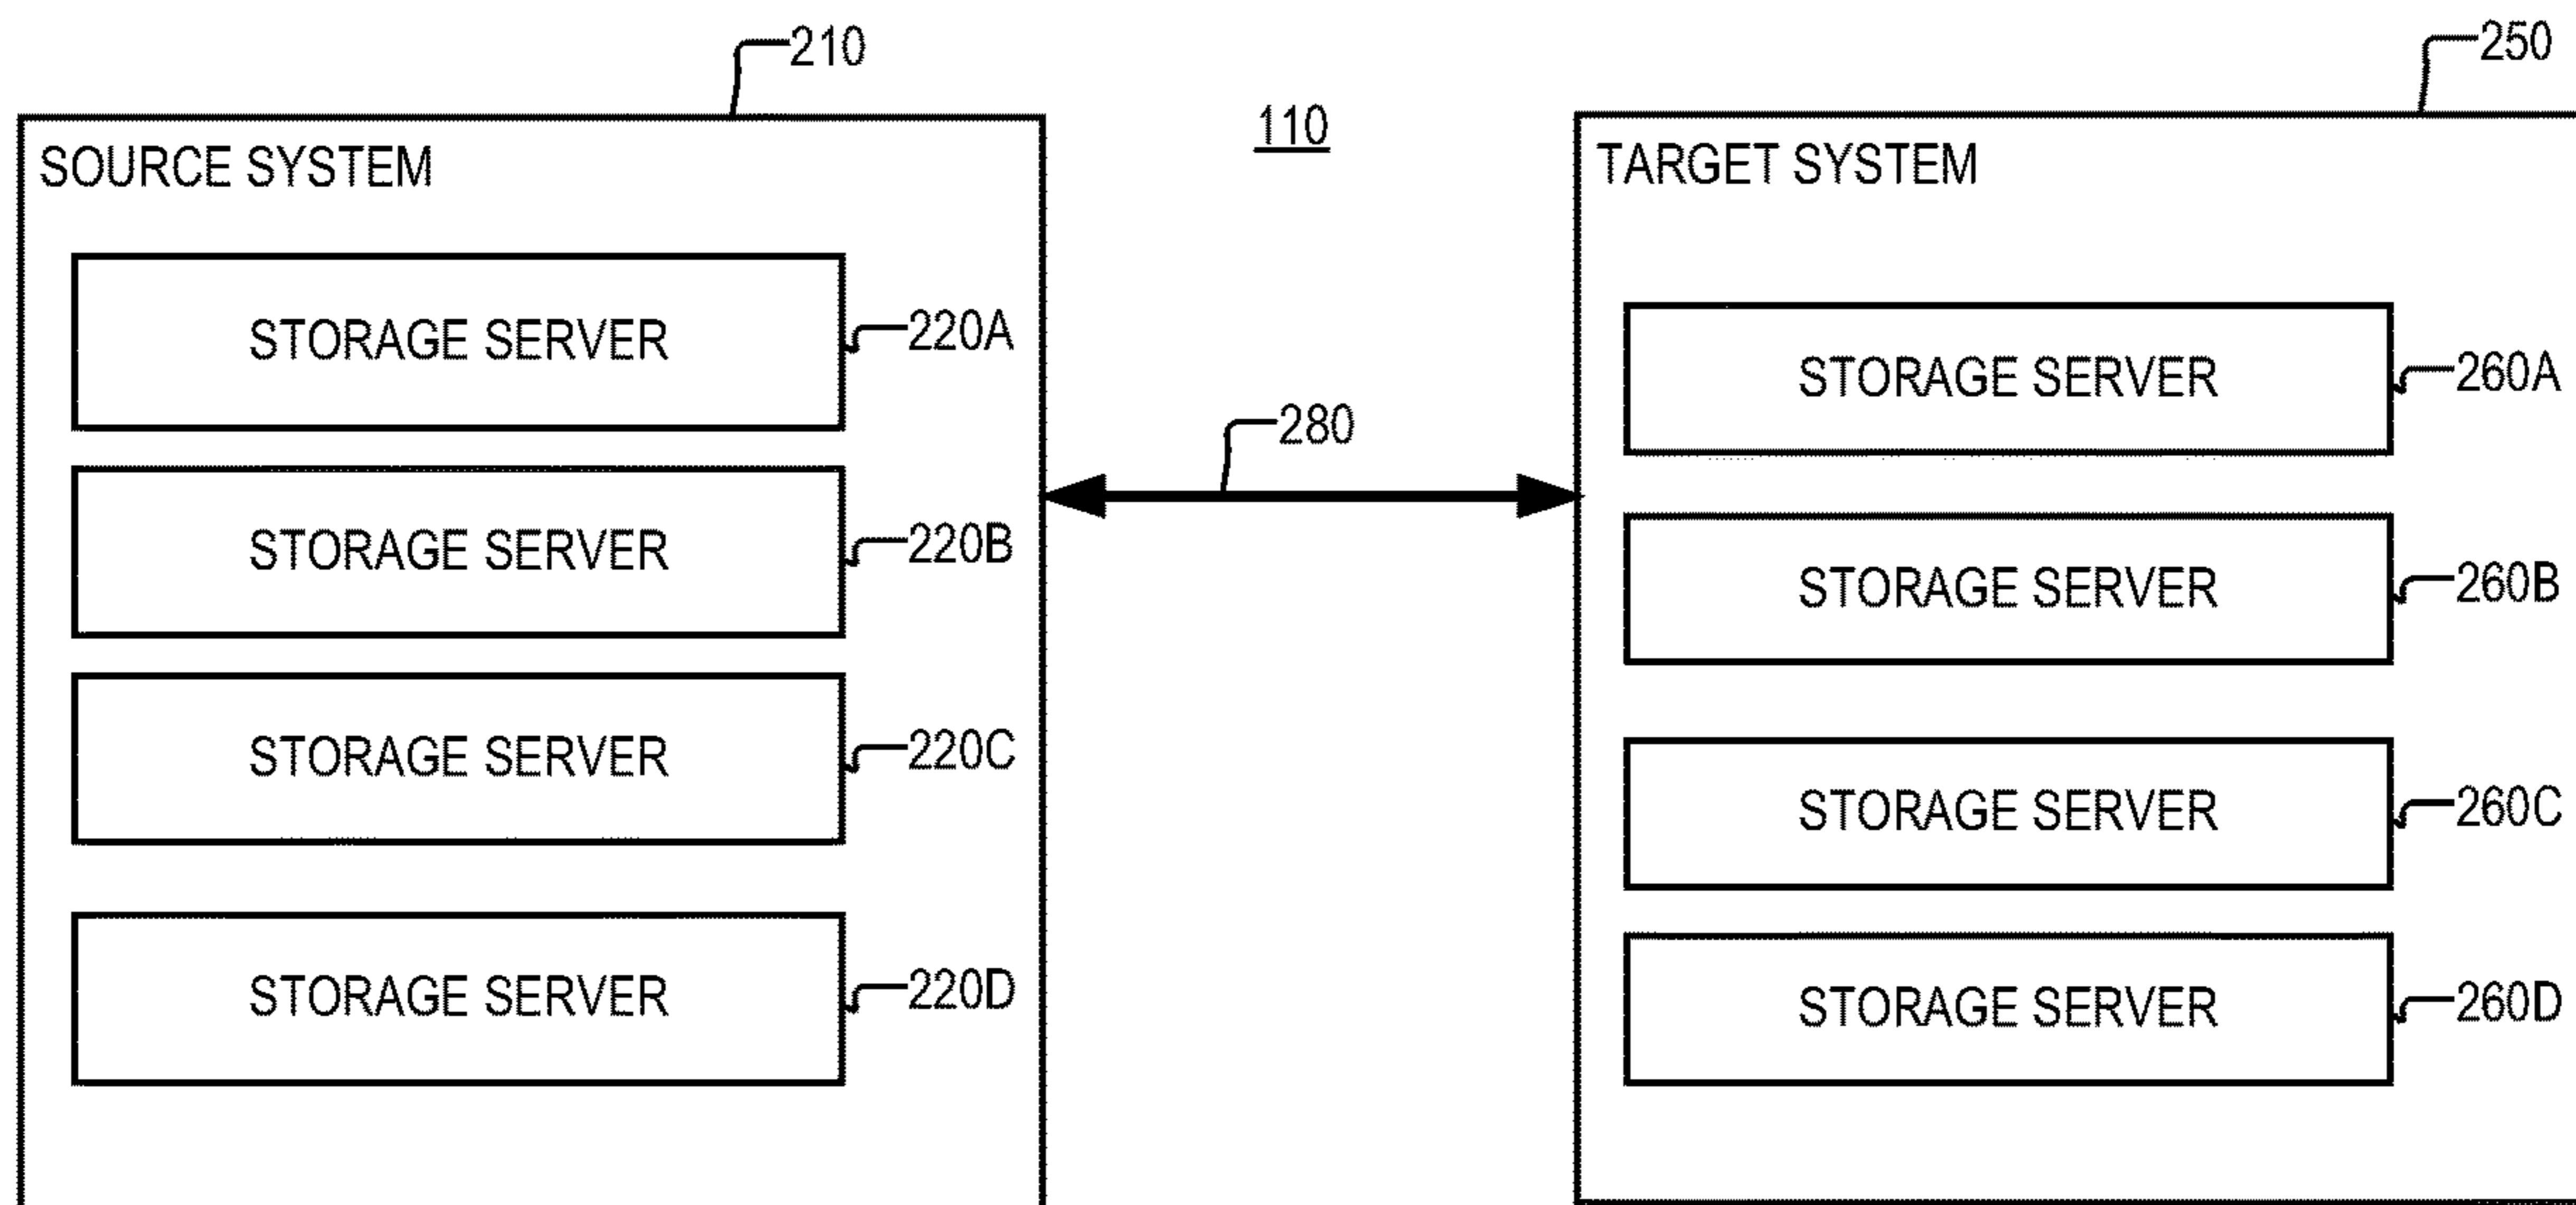 210
250
110
SOURCE SYSTEM
TARGET SYSTEM
STORAGE SERVER
220A
STORAGE SERVER
220B
STORAGE SERVER
220C
STORAGE SERVER
220D
280
STORAGE SERVER
260A
STORAGE SERVER
260B
STORAGE SERVER
260C
STORAGE SERVER
260D